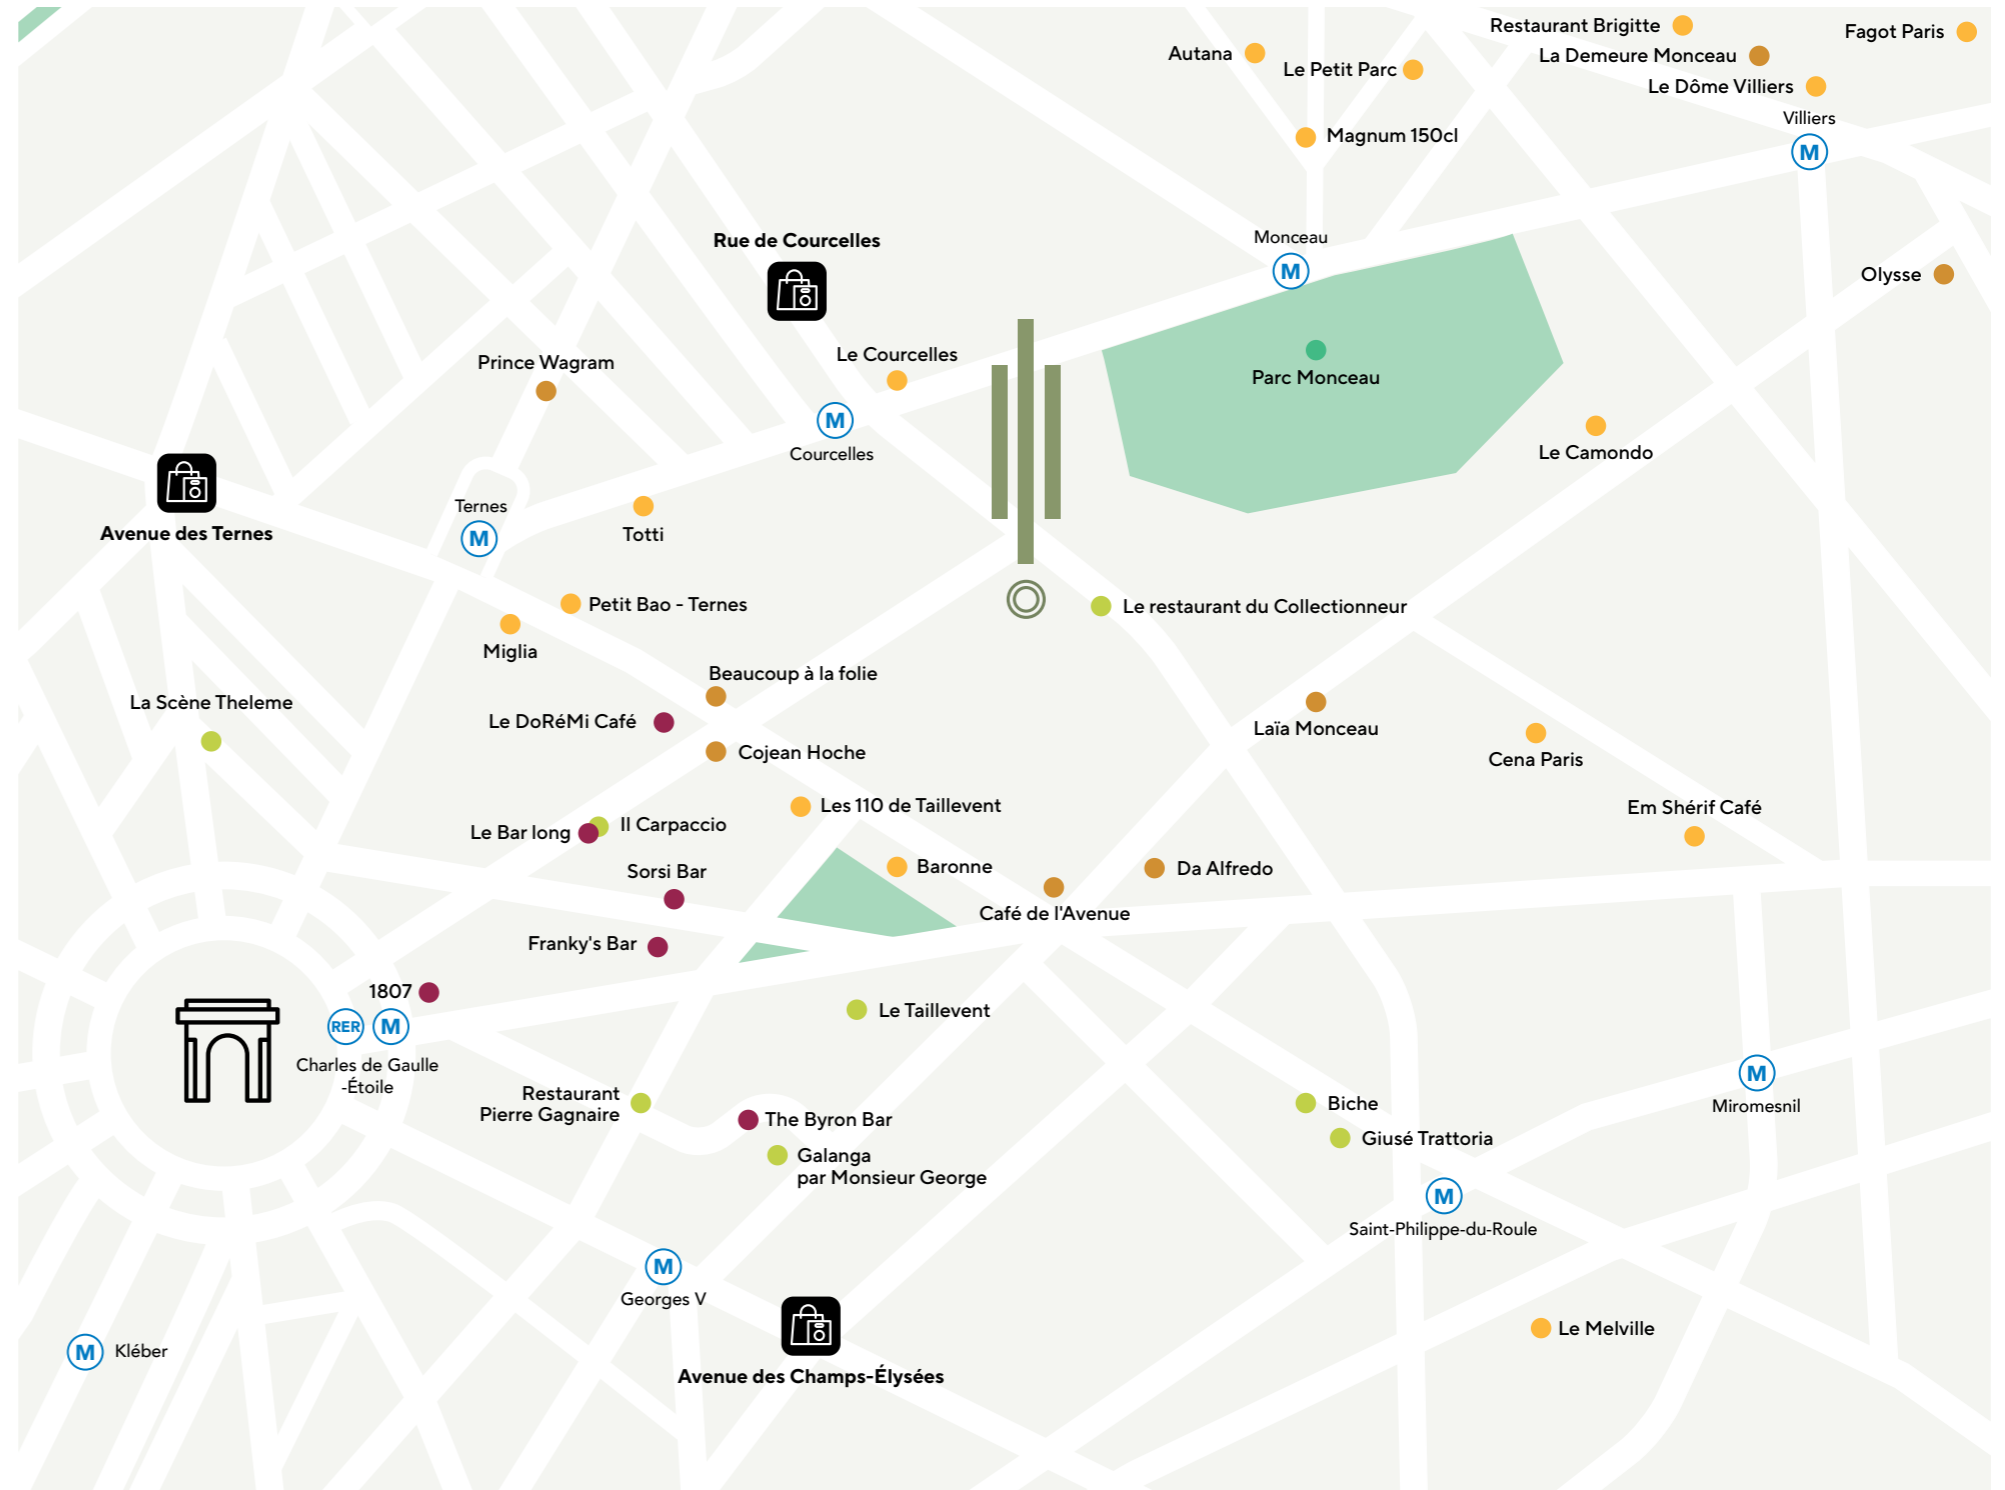 Restaurant Brigitte
Fagot Paris
Autana
La Demeure Monceau
Le Petit Parc
Le Dôme Villiers
Villiers
M
Magnum 150cl
Rue de Courcelles
Monceau
M
Olysse
Le Courcelles
Prince Wagram
Parc Monceau
M
Courcelles
Le Camondo
Avenue des Ternes
Ternes
M
Totti
Petit Bao - Ternes
Le restaurant du Collectionneur
Miglia
Beaucoup à la folie
La Scène Theleme
Le DoRéMi Café
Laïa Monceau
Cojean Hoche
Cena Paris
Les 110 de Taillevent
Em Shérif Café
Il Carpaccio
Le Bar long
Sorsi Bar
Baronne
Da Alfredo
Café de l'Avenue
Franky's Bar
1807
Le Taillevent
RER
M
Charles de Gaulle
-Étoile
M
Miromesnil
Restaurant
Pierre Gagnaire
The Byron Bar
Biche
Giusé Trattoria
Galanga
par Monsieur George
M
Saint-Philippe-du-Roule
M
Georges V
Le Melville
M
Kléber
Avenue des Champs-Élysées